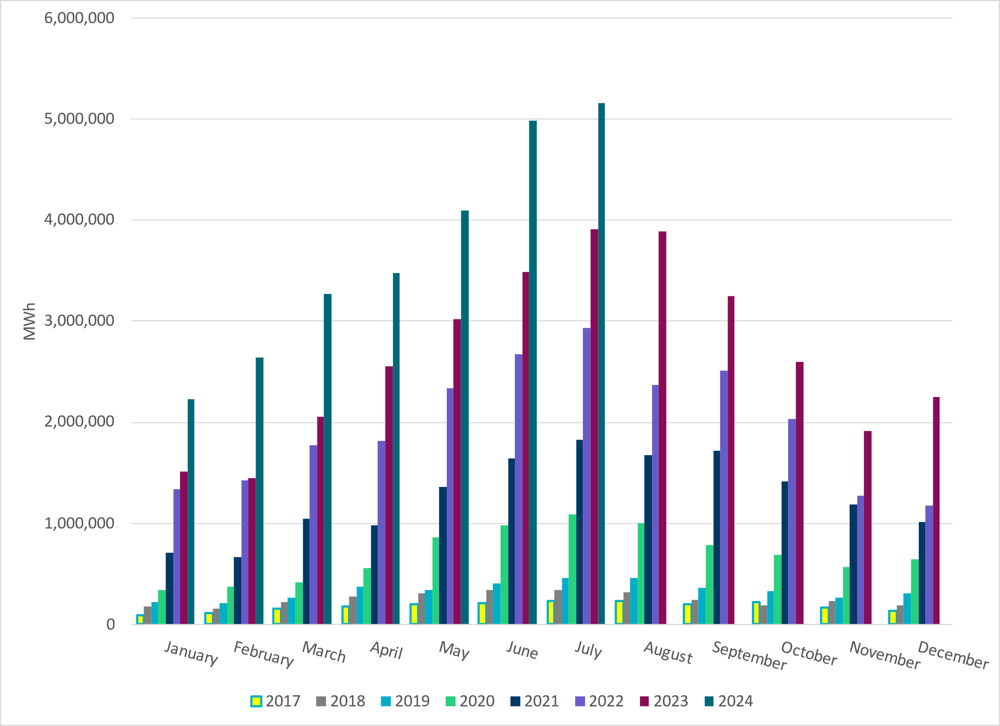 6,000,000
5,000,000
4,000,000
3,000,000
2,000,000
1,000,000
0
MWh
January February March April May June July August September October November December
2017 2018 2019 2020 2021 2022 2023 2024